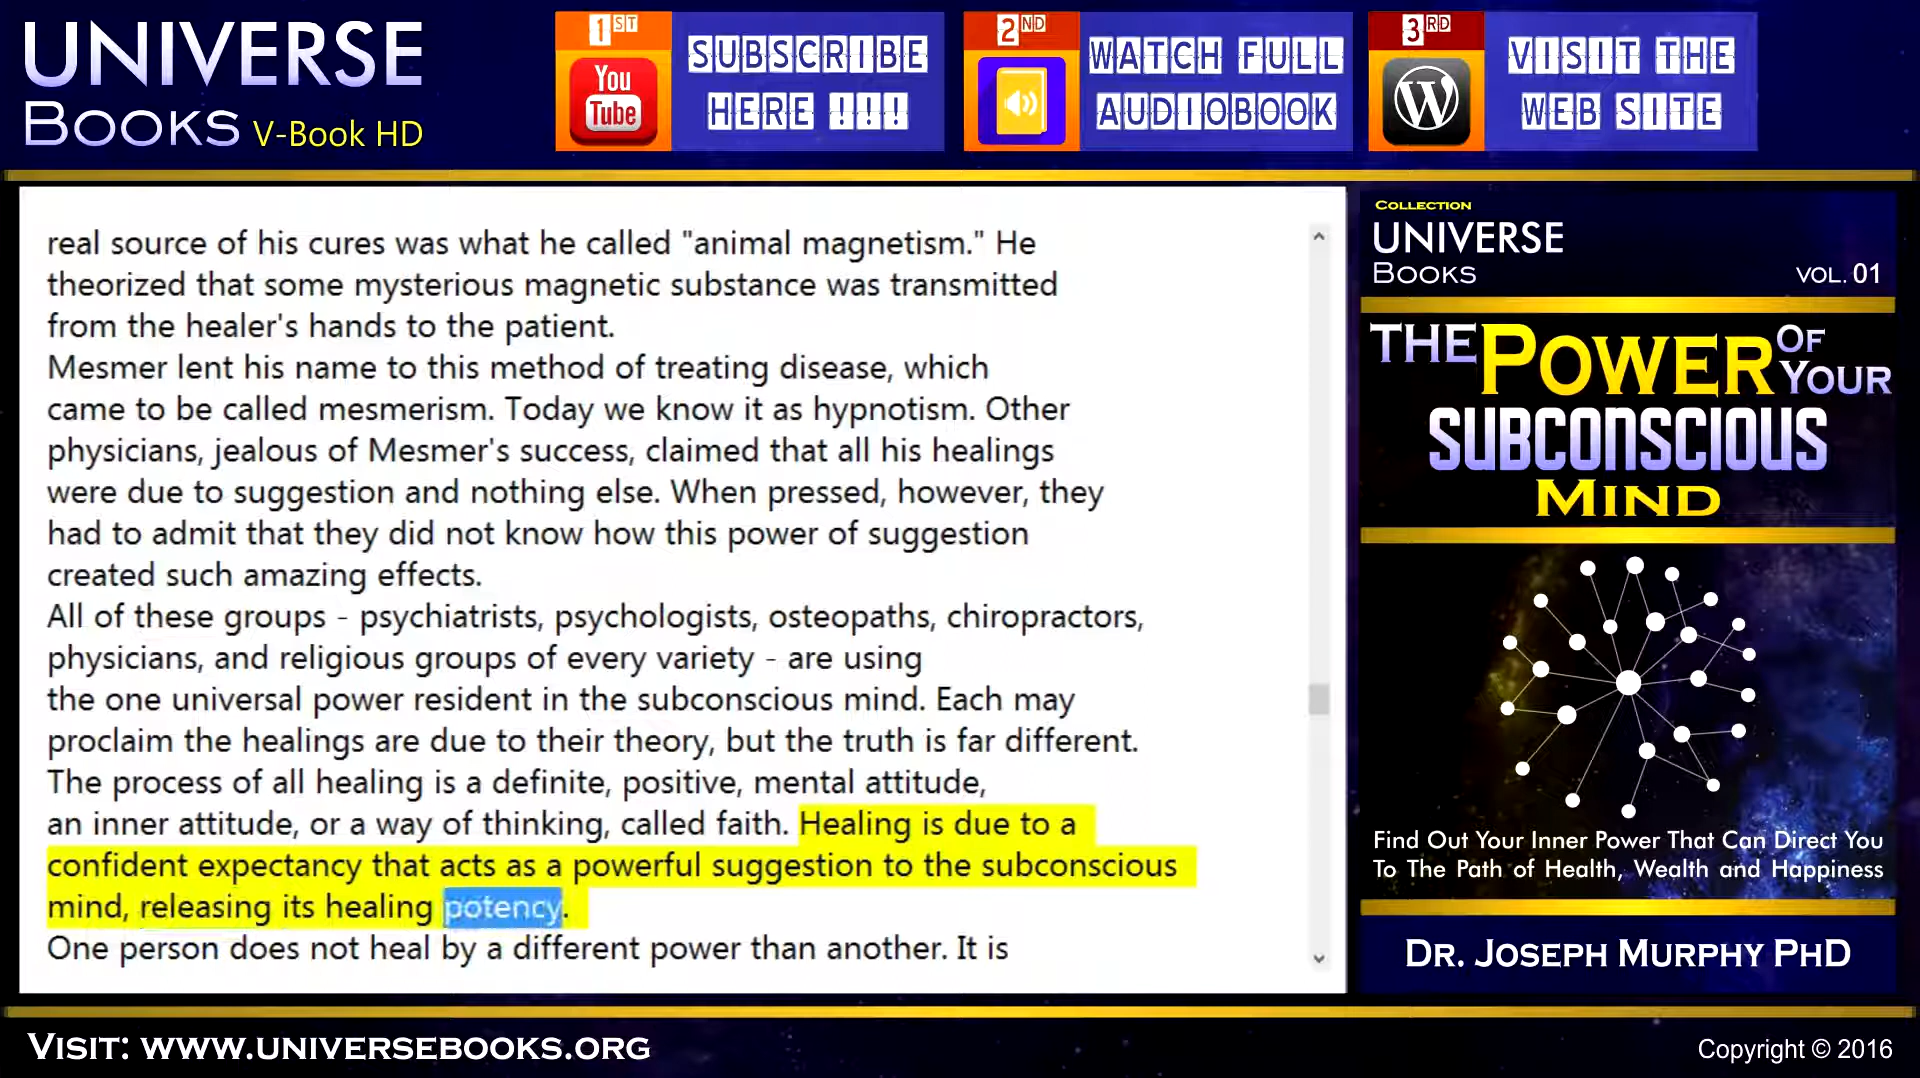 UNIVERSE
BOOKS V-Book HD
1ST
You
Tube
SUBSCRIBE
HERE !!!
2ND
WATCH FULL
AUDIOBOOK
3RD
W
VISIT THE
WEB SITE
real source of his cures was what he called "animal magnetism." He
theorized that some mysterious magnetic substance was transmitted
from the healer's hands to the patient.
Mesmer lent his name to this method of treating disease, which
came to be called mesmerism. Today we know it as hypnotism. Other
physicians, jealous of Mesmer's success, claimed that all his healings
were due to suggestion and nothing else. When pressed, however, they
had to admit that they did not know how this power of suggestion
created such amazing effects.
All of these groups - psychiatrists, psychologists, osteopaths, chiropractors,
physicians, and religious groups of every variety - are using
the one universal power resident in the subconscious mind. Each may
proclaim the healings are due to their theory, but the truth is far different.
The process of all healing is a definite, positive, mental attitude,
an inner attitude, or a way of thinking, called faith. Healing is due to a
confident expectancy that acts as a powerful suggestion to the subconscious
mind, releasing its healing potency.
One person does not heal by a different power than another. It is
COLLECTION
UNIVERSE
BOOKS VOL. 01
THE POWER OF YOUR
SUBCONSCIOUS
MIND
Find Out Your Inner Power That Can Direct You
To The Path of Health, Wealth and Happiness
DR. JOSEPH MURPHY PHD
VISIT: WWW.UNIVERSEBOOKS.ORG
Copyright © 2016